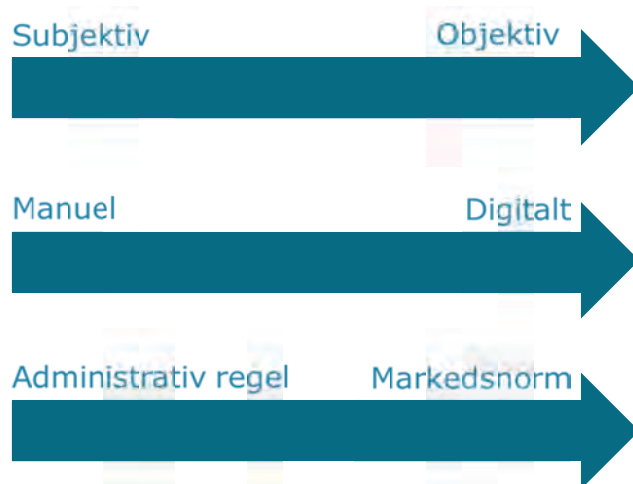 Subjektiv Objektiv
Manuel Digitalt
Administrativ regel Markedsnorm